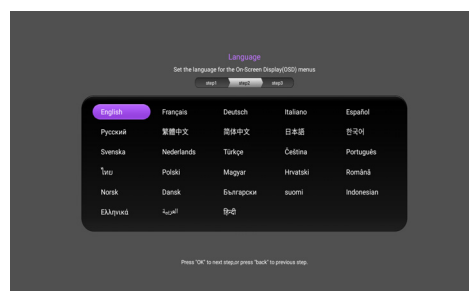 Language
Set the language for the On-Screen Display(OSD) menus
step1 step2 step3
English Français Deutsch Italiano Español
Русский 繁體中文 简体中文 日本語 한국어
Svenska Nederlands Türkçe Čeština Português
ไทย Polski Magyar Hrvatski Română
Norsk Dansk Български suomi Indonesian
Ελληνικά العربية हिन्दी
Press "OK" to next step,or press "back" to previous step.